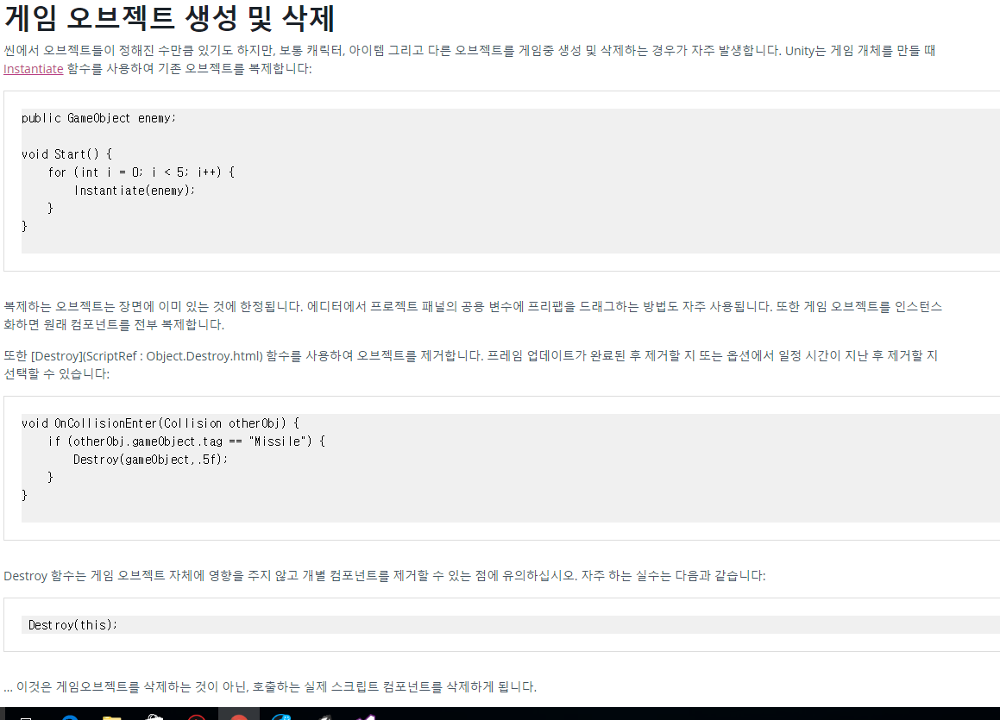 게임 오브젝트 생성 및 삭제
씬에서 오브젝트들이 정해진 수만큼 있기도 하지만, 보통 캐릭터, 아이템 그리고 다른 오브젝트를 게임중 생성 및 삭제하는 경우가 자주 발생합니다. Unity는 게임 개체를 만들 때
Instantiate 함수를 사용하여 기존 오브젝트를 복제합니다:
public GameObject enemy;
void Start() {
    for (int i = 0; i < 5; i++) {
        Instantiate(enemy);
    }
}
복제하는 오브젝트는 장면에 이미 있는 것에 한정됩니다. 에디터에서 프로젝트 패널의 공용 변수에 프리팹을 드래그하는 방법도 자주 사용됩니다. 또한 게임 오브젝트를 인스턴스
화하면 원래 컴포넌트를 전부 복제합니다.
또한 [Destroy](ScriptRef : Object.Destroy.html) 함수를 사용하여 오브젝트를 제거합니다. 프레임 업데이트가 완료된 후 제거할 지 또는 옵션에서 일정 시간이 지난 후 제거할 지
선택할 수 있습니다:
void OnCollisionEnter(Collision otherObj) {
    if (otherObj.gameObject.tag == "Missile") {
        Destroy(gameObject,.5f);
    }
}
Destroy 함수는 게임 오브젝트 자체에 영향을 주지 않고 개별 컴포넌트를 제거할 수 있는 점에 유의하십시오. 자주 하는 실수는 다음과 같습니다:
Destroy(this);
... 이것은 게임오브젝트를 삭제하는 것이 아닌, 호출하는 실제 스크립트 컴포넌트를 삭제하게 됩니다.